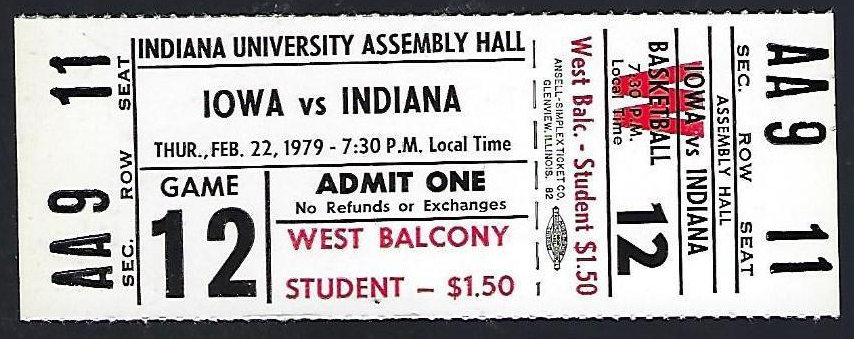 AA 9 11
SEC. ROW SEAT
INDIANA UNIVERSITY ASSEMBLY HALL
IOWA vs INDIANA
THUR., FEB. 22, 1979 - 7:30 P.M. Local Time
GAME
12
ADMIT ONE
No Refunds or Exchanges
WEST BALCONY
STUDENT - $1.50
ANSELL-SIMPLEX TICKET CO.
GLENVIEW, ILLINOIS. 82
West Balc. - Student $1.50
BASKETBALL
7:30 P.M.
Local Time
12
IOWA vs INDIANA
ASSEMBLY HALL
SEC. ROW SEAT
AA 9 11